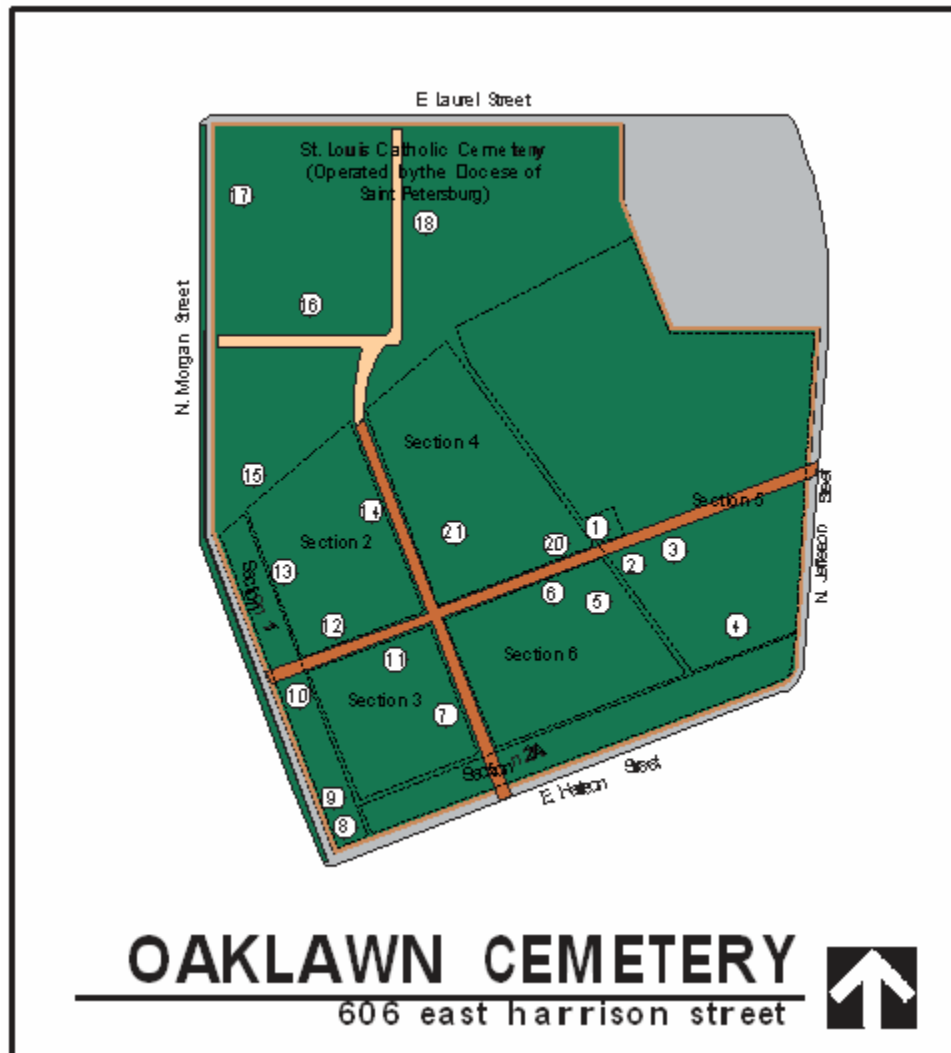 E Laurel Street
St. Louis Catholic Cemetery
(Operated by the Diocese of
Saint Petersburg)
17
18
N. Morgan Street
16
Section 4
15
14
Section 5
N. Jefferson Street
21
1
Section 2
20
3
2
13
Section 1
6
5
12
4
11
Section 6
10
Section 3
7
Section 2A
E. Harrison Street
9
8
OAKLAWN CEMETERY
606 east harrison street